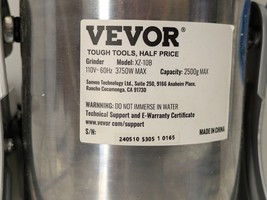 VEVOR®
TOUGH TOOLS, HALF PRICE
Grinder Model: XZ-10B
110V~ 60Hz 3750W MAX Capacity: 2500g MAX
Sanven Technology Ltd., Suite 250, 9166 Anaheim Place,
Rancho Cucamonga, CA 91730
WARNING: DO NOT IMMERSE IN WATER
Technical Support and E-Warranty Certificate
www.vevor.com/support
S/N:
MADE IN CHINA
240510 5305 1 0165